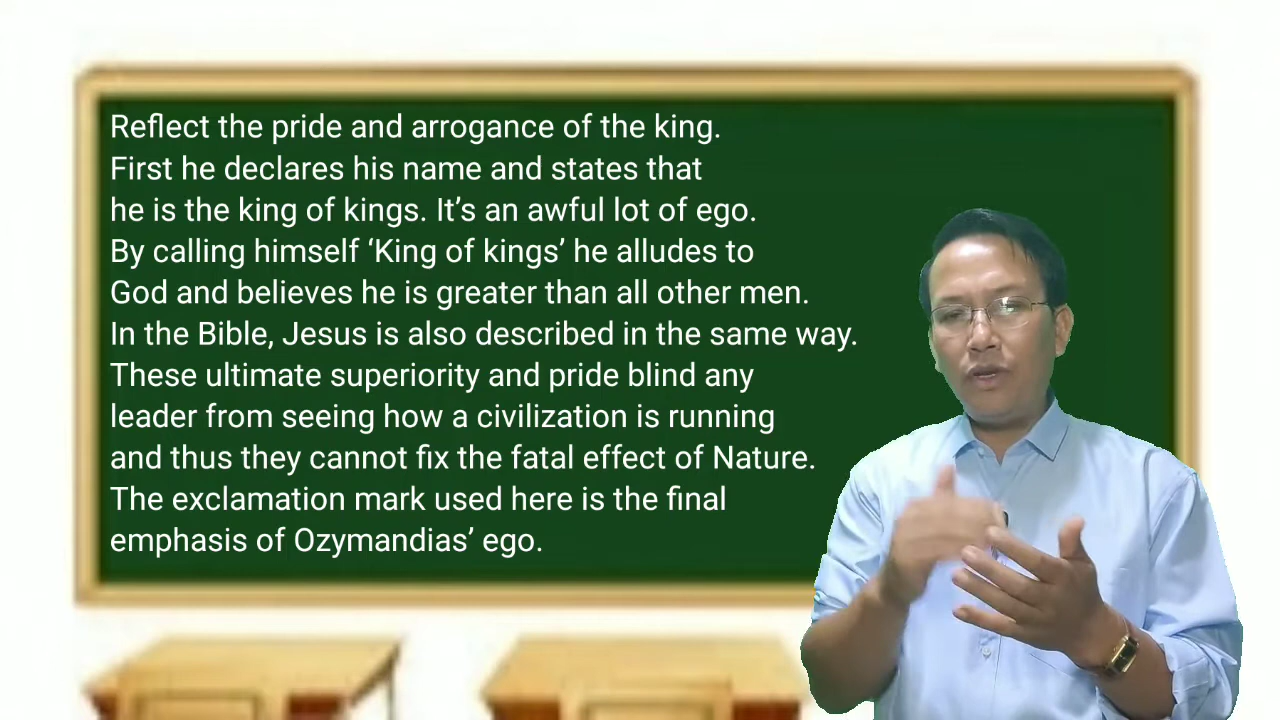 Reflect the pride and arrogance of the king.
First he declares his name and states that
he is the king of kings. It’s an awful lot of ego.
By calling himself ‘King of kings’ he alludes to
God and believes he is greater than all other men.
In the Bible, Jesus is also described in the same way.
These ultimate superiority and pride blind any
leader from seeing how a civilization is running
and thus they cannot fix the fatal effect of Nature.
The exclamation mark used here is the final
emphasis of Ozymandias’ ego.